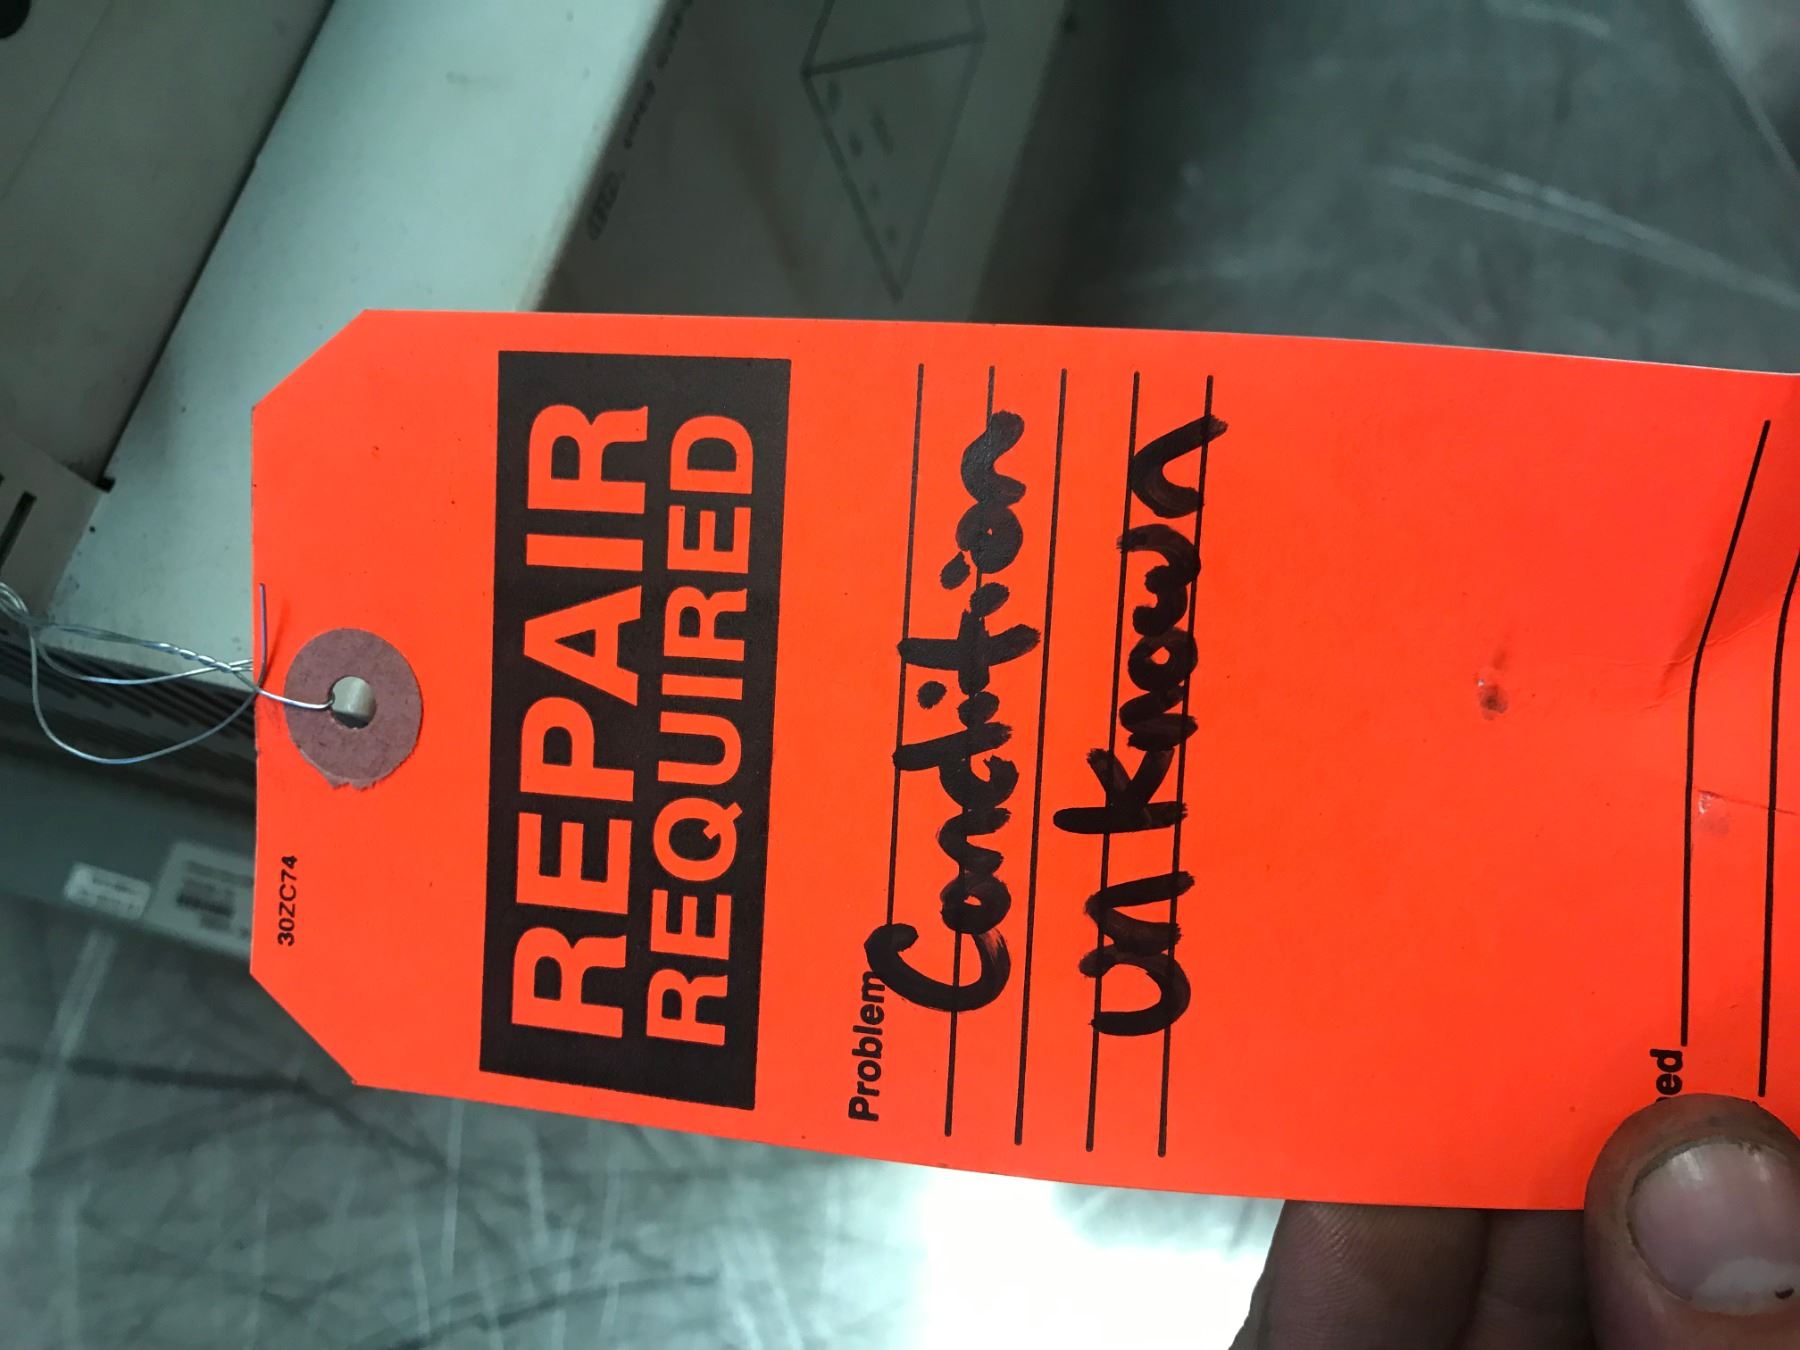 30ZC74
REPAIR
REQUIRED
Problem
Condition
unknown